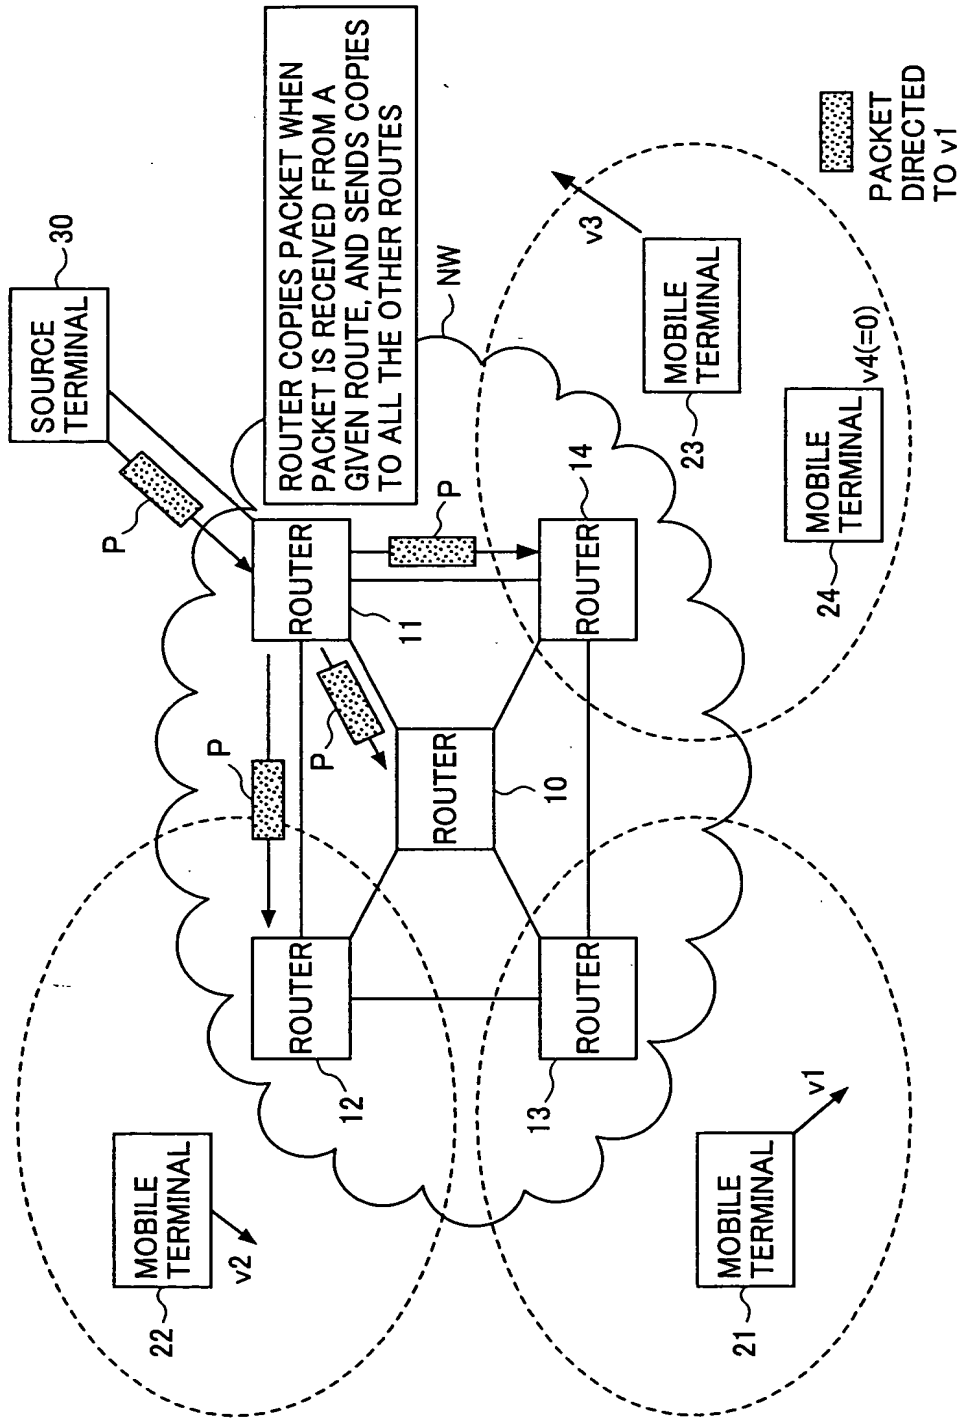 SOURCE
TERMINAL
30
P
ROUTER COPIES PACKET WHEN
PACKET IS RECEIVED FROM A
GIVEN ROUTE, AND SENDS COPIES
TO ALL THE OTHER ROUTES
NW
MOBILE
TERMINAL
22
v2
ROUTER
12
P
P
ROUTER
11
P
ROUTER
10
ROUTER
13
ROUTER
14
MOBILE
TERMINAL
21
v1
MOBILE
TERMINAL
23
v3
MOBILE
TERMINAL
24
v4(=0)
PACKET
DIRECTED
TO v1